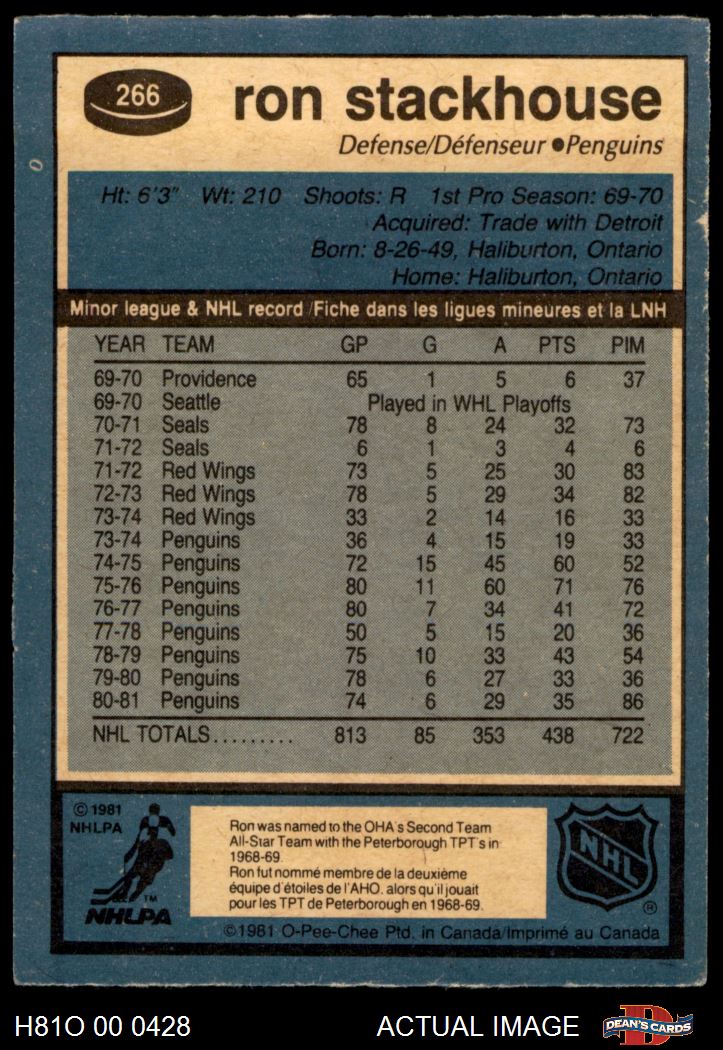 266
ron stackhouse
Defense/Défenseur ●Penguins
Ht: 6'3" Wt: 210 Shoots: R 1st Pro Season: 69-70
Acquired: Trade with Detroit
Born: 8-26-49, Haliburton, Ontario
Home: Haliburton, Ontario
Minor league & NHL record /Fiche dans les ligues mineures et la LNH
YEAR TEAM GP G A PTS PIM
69-70 Providence 65 1 5 6 37
69-70 Seattle Played in WHL Playoffs
70-71 Seals 78 8 24 32 73
71-72 Seals 6 1 3 4 6
71-72 Red Wings 73 5 25 30 83
72-73 Red Wings 78 5 29 34 82
73-74 Red Wings 33 2 14 16 33
73-74 Penguins 36 4 15 19 33
74-75 Penguins 72 15 45 60 52
75-76 Penguins 80 11 60 71 76
76-77 Penguins 80 7 34 41 72
77-78 Penguins 50 5 15 20 36
78-79 Penguins 75 10 33 43 54
79-80 Penguins 78 6 27 33 36
80-81 Penguins 74 6 29 35 86
NHL TOTALS......... 813 85 353 438 722
© 1981
NHLPA
TM
NHLPA
Ron was named to the OHA's Second Team
All-Star Team with the Peterborough TPT's in
1968-69.
Ron fut nommé membre de la deuxième
équipe d'étoiles de l'AHO. alors qu'il jouait
pour les TPT de Peterborough en 1968-69.
NHL
®
©1981 O-Pee-Chee Ptd. in Canada/Imprimé au Canada
H81O 00 0428
ACTUAL IMAGE
D
DEAN'S CARDS